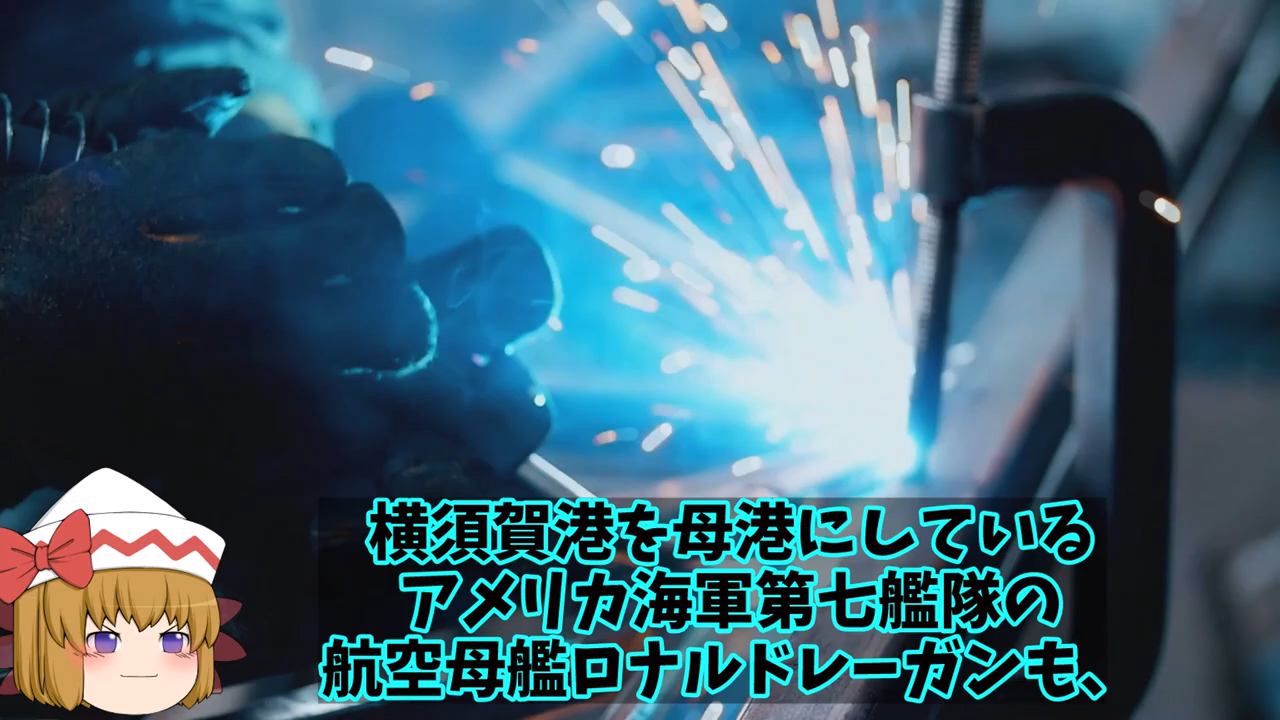 横須賀港を母港にしている
アメリカ海軍第七艦隊の
航空母艦ロナルドレーガンも、